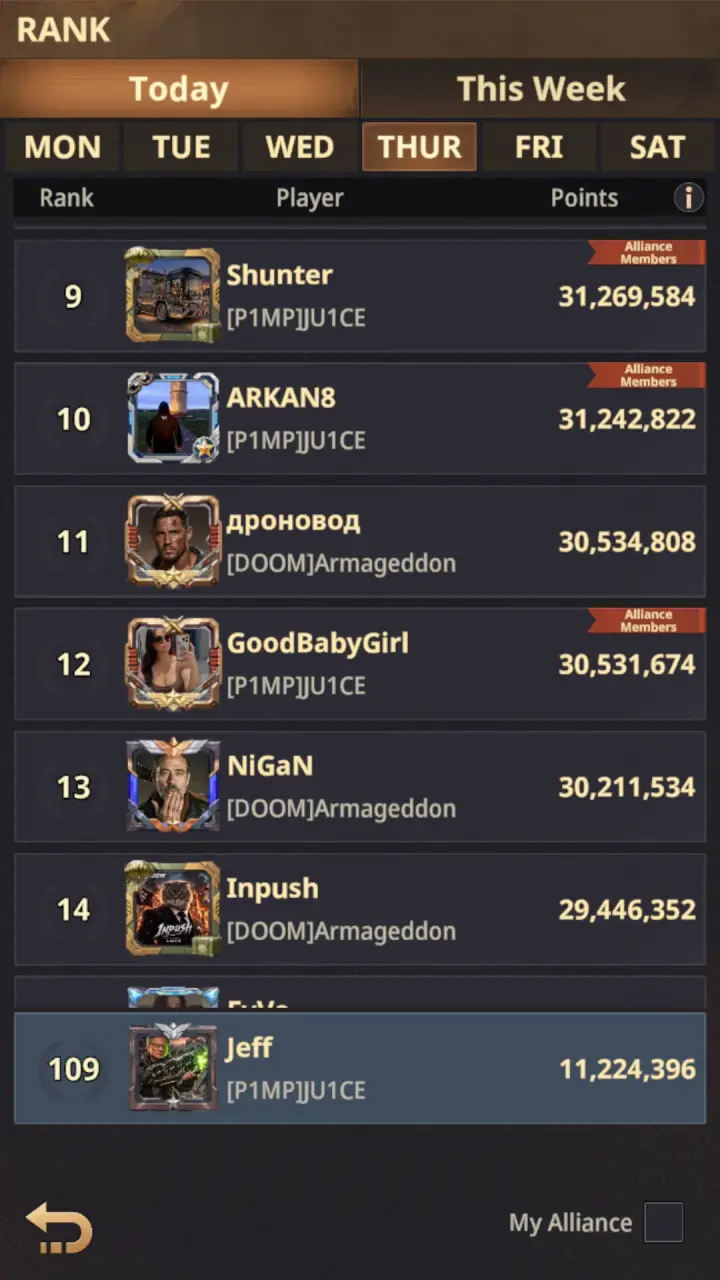 RANK
Today
This Week
MON
TUE
WED
THUR
FRI
SAT
Rank
Player
Points
Alliance
Members
9
Shunter
[P1MP]JU1CE
31,269,584
Alliance
Members
10
ARKAN8
[P1MP]JU1CE
31,242,822
11
дроновод
[DOOM]Armageddon
30,534,808
Alliance
Members
12
GoodBabyGirl
[P1MP]JU1CE
30,531,674
13
NiGaN
[DOOM]Armageddon
30,211,534
14
INPUSH
Inpush
[DOOM]Armageddon
29,446,352
109
Jeff
[P1MP]JU1CE
11,224,396
My Alliance